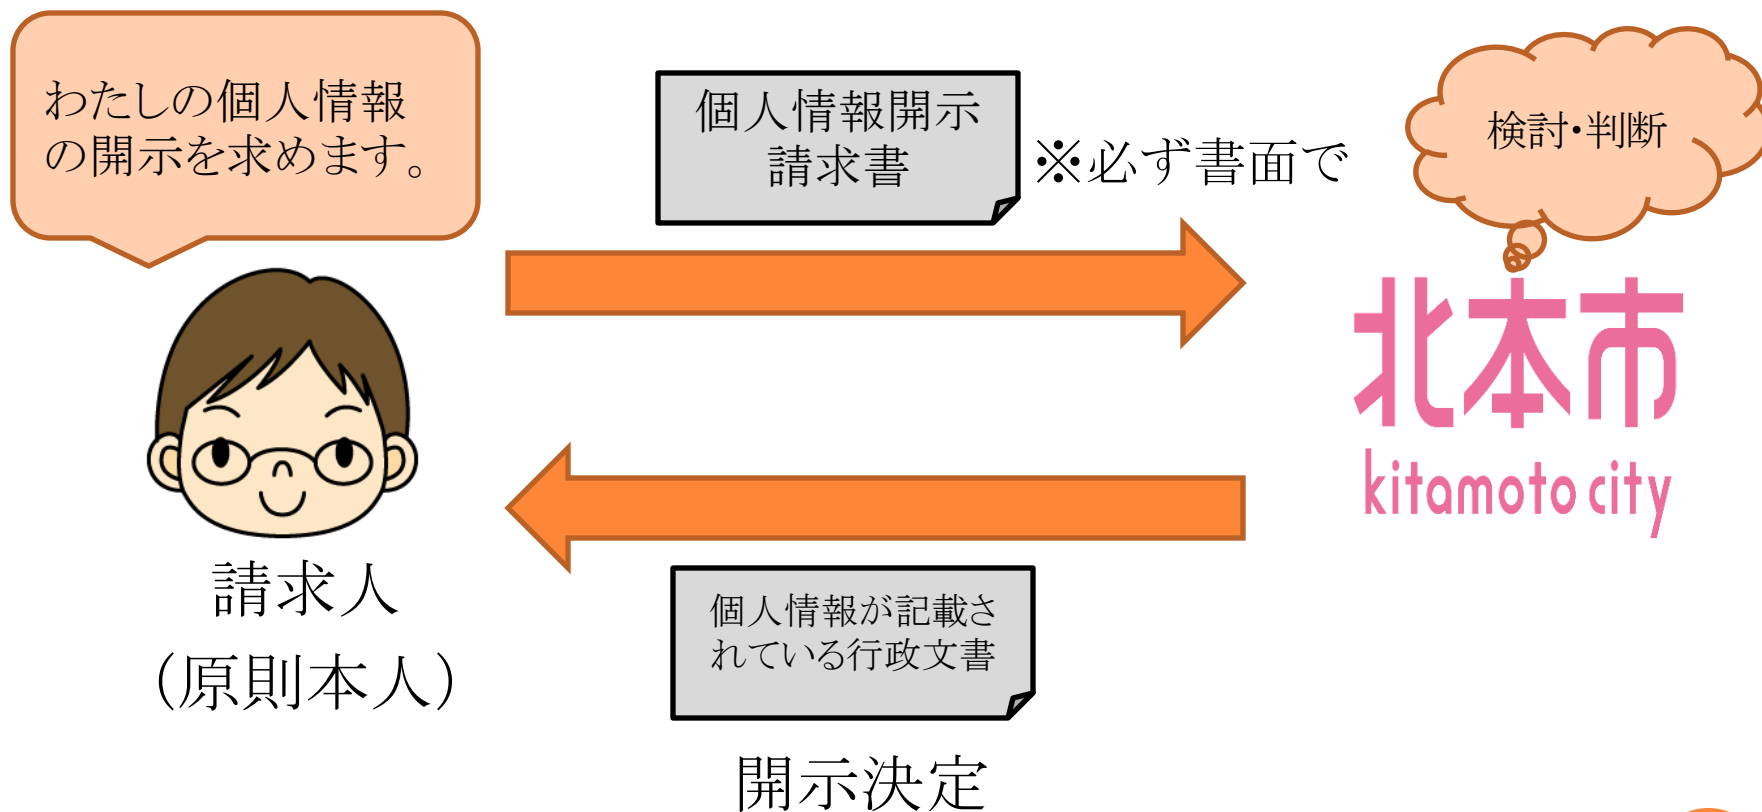 わたしの個人情報
の開示を求めます。
個人情報開示
請求書
※必ず書面で
検討・判断
北本市
kitamoto city
請求人
（原則本人）
個人情報が記載さ
れている行政文書
開示決定